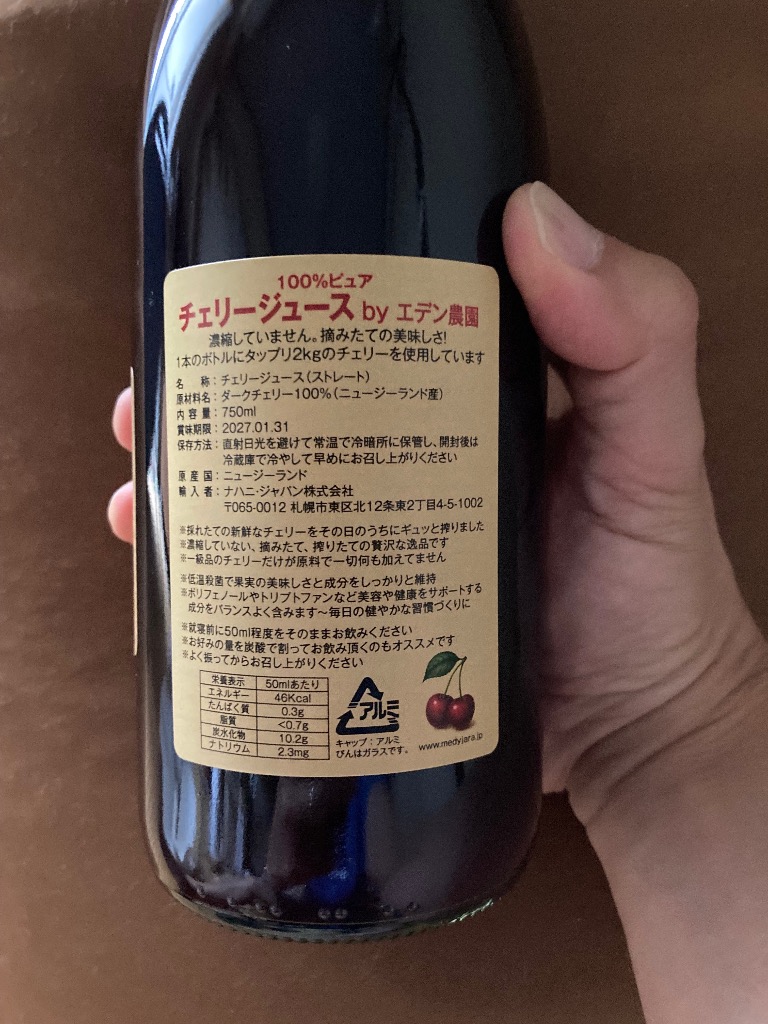 100%ピュア
チェリージュース by エデン農園
濃縮していません。摘みたての美味しさ!
1本のボトルにタップリ2kgのチェリーを使用しています
名 称：チェリージュース(ストレート)
原材料名：ダークチェリー100%(ニュージーランド産)
内 容 量：750ml
賞味期限：2027.01.31
保存方法：直射日光を避けて常温で冷暗所に保管し、開封後は
冷蔵庫で冷やして早めにお召し上がりください
原 産 国：ニュージーランド
輸 入 者：ナハニ・ジャパン株式会社
〒065-0012 札幌市東区北12条東2丁目4-5-1002
※採れたての新鮮なチェリーをその日のうちにギュッと搾りました
※濃縮していない、摘みたて、搾りたての贅沢な逸品です
※一級品のチェリーだけが原料で一切何も加えてません
※低温殺菌で果実の美味しさと成分をしっかりと維持
※ポリフェノールやトリプトファンなど美容や健康をサポートする
成分をバランスよく含みます～毎日の健やかな習慣づくりに
※就寝前に50ml程度をそのままお飲みください
※お好みの量を炭酸で割ってお飲み頂くのもオススメです
※よく振ってからお召し上がりください
栄養表示 50mlあたり
エネルギー 46Kcal
たんぱく質 0.3g
脂質 <0.7g
炭水化物 10.2g
ナトリウム 2.3mg
アルミ
キャップ：アルミ
びんはガラスです。
www.medyjara.jp